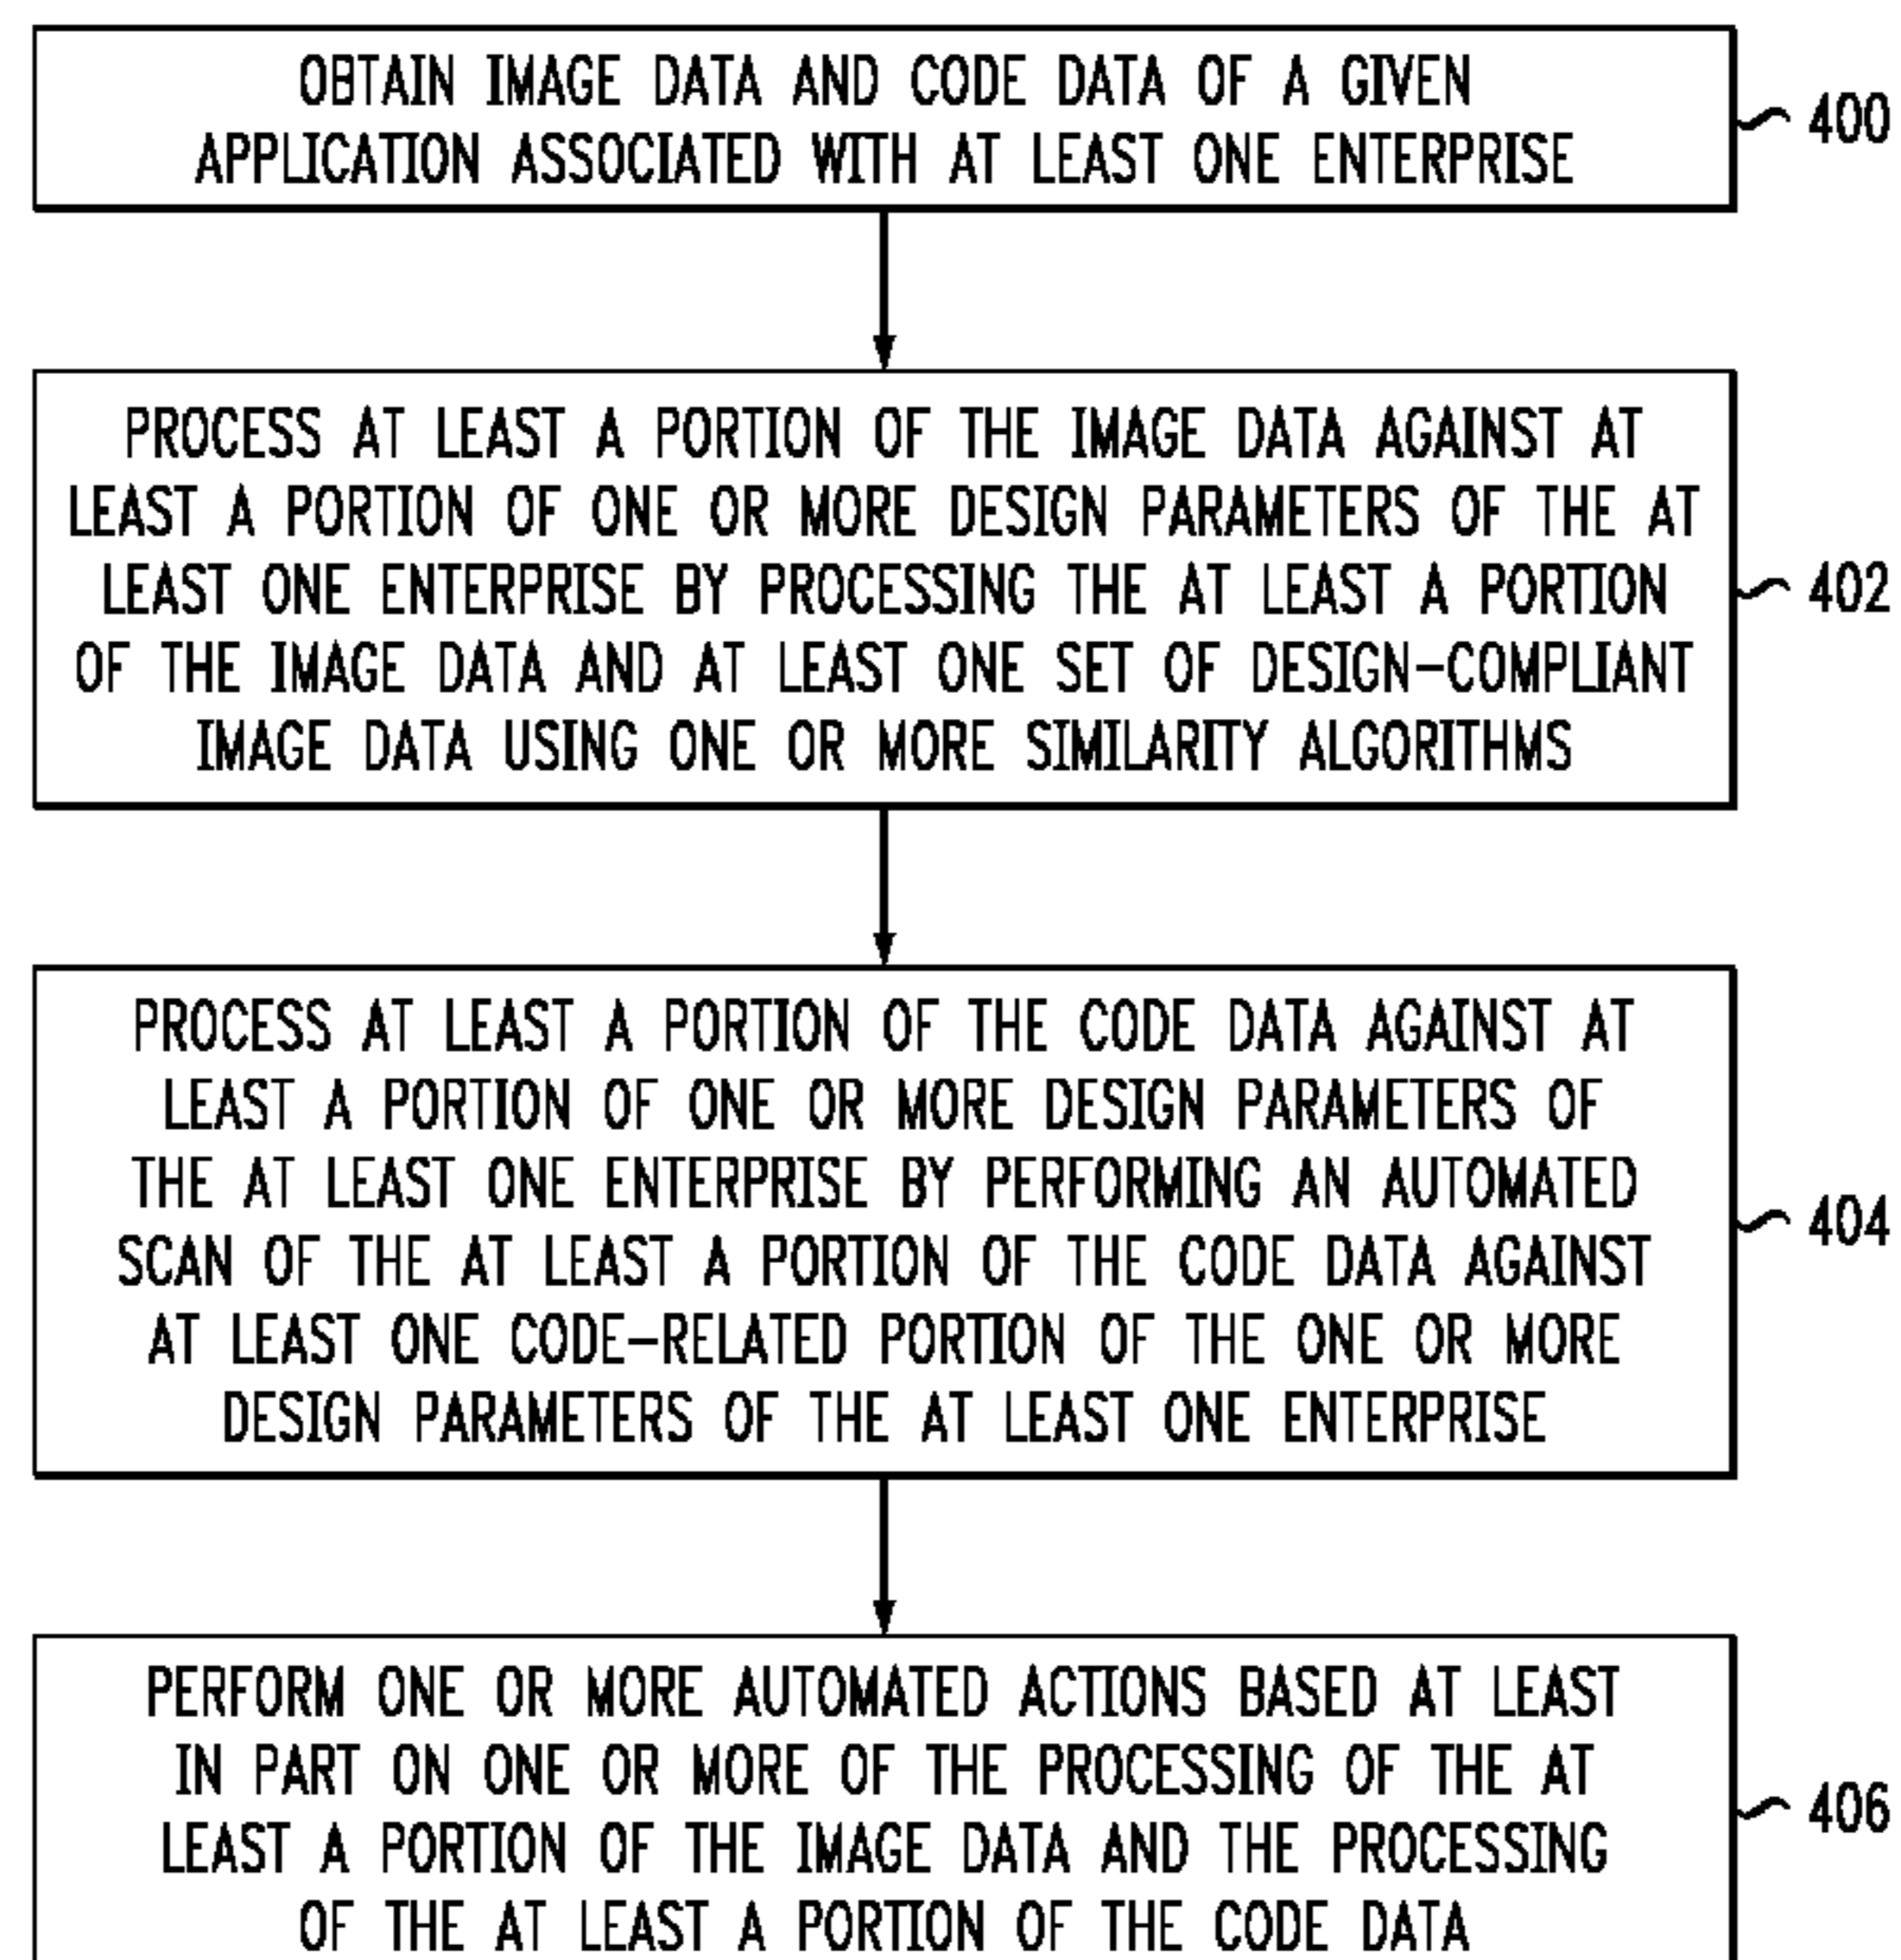 OBTAIN IMAGE DATA AND CODE DATA OF A GIVEN
APPLICATION ASSOCIATED WITH AT LEAST ONE ENTERPRISE
400
PROCESS AT LEAST A PORTION OF THE IMAGE DATA AGAINST AT
LEAST A PORTION OF ONE OR MORE DESIGN PARAMETERS OF THE AT
LEAST ONE ENTERPRISE BY PROCESSING THE AT LEAST A PORTION
OF THE IMAGE DATA AND AT LEAST ONE SET OF DESIGN-COMPLIANT
IMAGE DATA USING ONE OR MORE SIMILARITY ALGORITHMS
402
PROCESS AT LEAST A PORTION OF THE CODE DATA AGAINST AT
LEAST A PORTION OF ONE OR MORE DESIGN PARAMETERS OF
THE AT LEAST ONE ENTERPRISE BY PERFORMING AN AUTOMATED
SCAN OF THE AT LEAST A PORTION OF THE CODE DATA AGAINST
AT LEAST ONE CODE-RELATED PORTION OF THE ONE OR MORE
DESIGN PARAMETERS OF THE AT LEAST ONE ENTERPRISE
404
PERFORM ONE OR MORE AUTOMATED ACTIONS BASED AT LEAST
IN PART ON ONE OR MORE OF THE PROCESSING OF THE AT
LEAST A PORTION OF THE IMAGE DATA AND THE PROCESSING
OF THE AT LEAST A PORTION OF THE CODE DATA
406